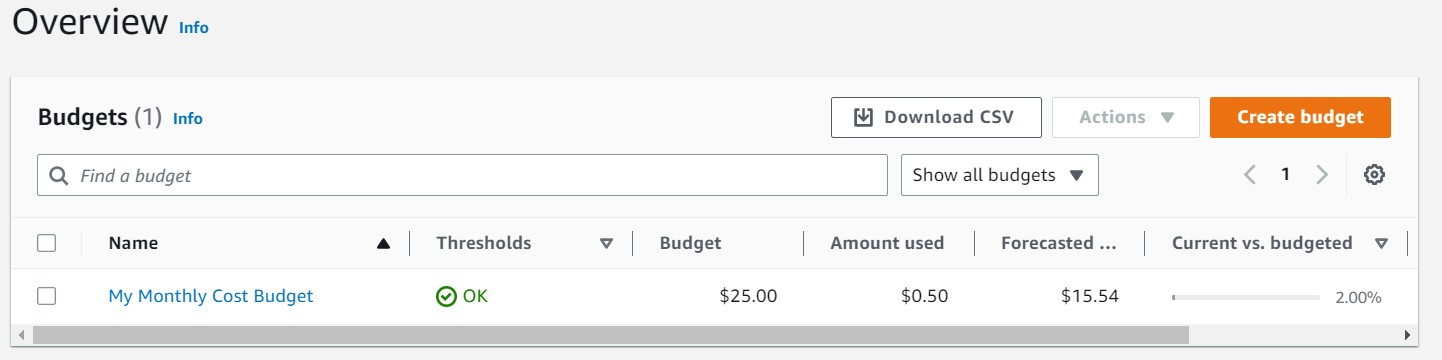 Overview Info
Budgets (1) Info
Download CSV
Actions
Create budget
Find a budget
Show all budgets
1
Name Thresholds Budget Amount used Forecasted ... Current vs. budgeted
My Monthly Cost Budget OK $25.00 $0.50 $15.54 2.00%